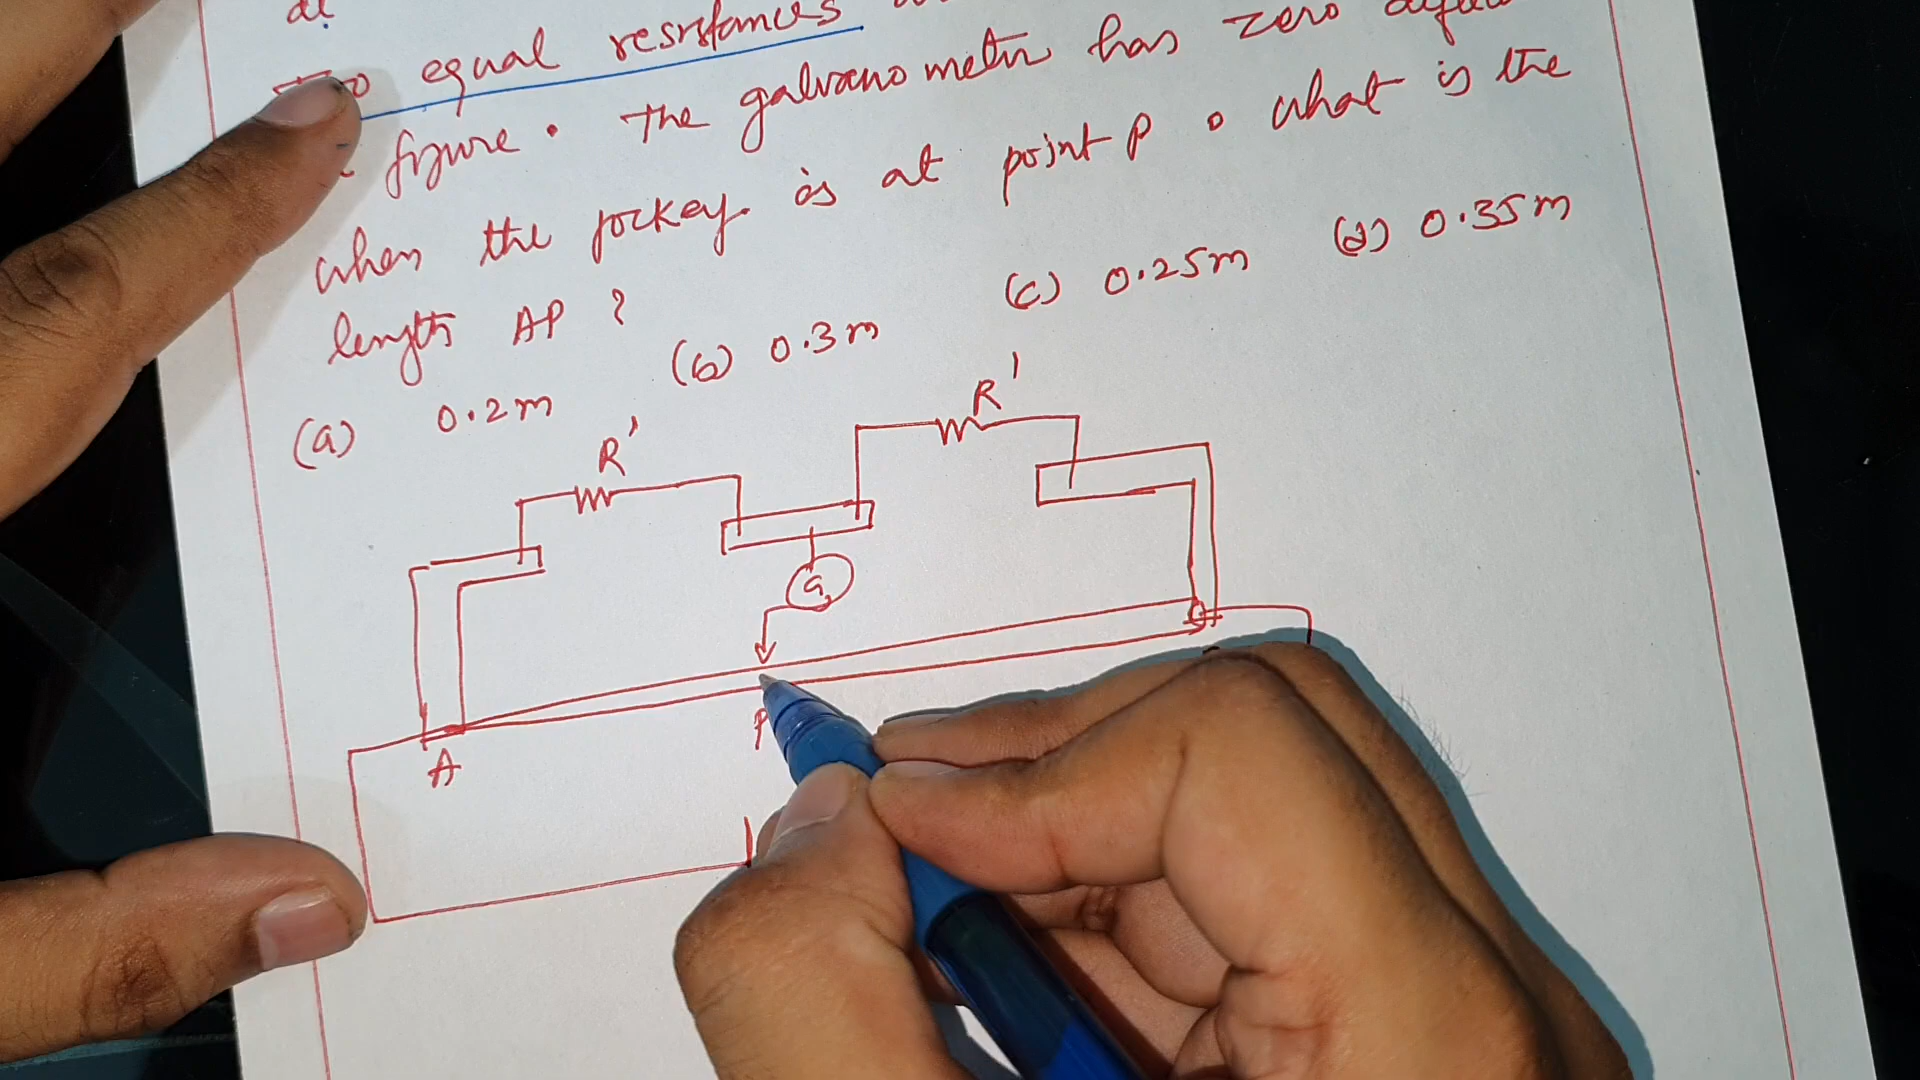 equal resistances
figure. The galvanometer has zero
when the jockey is at point P. what is the
length AP ?
(a) 0.2m (b) 0.3m (c) 0.25m (d) 0.35m
R' R'
G
A P